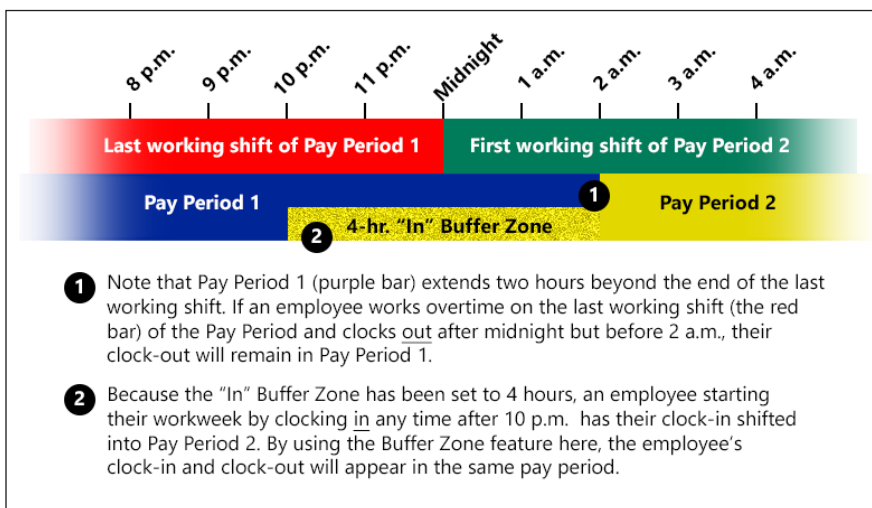 8 p.m. 9 p.m. 10 p.m. 11 p.m. Midnight 1 a.m. 2 a.m. 3 a.m. 4 a.m.
Last working shift of Pay Period 1 First working shift of Pay Period 2
Pay Period 1 1 Pay Period 2
2 4-hr. “In” Buffer Zone
1 Note that Pay Period 1 (purple bar) extends two hours beyond the end of the last
working shift. If an employee works overtime on the last working shift (the red
bar) of the Pay Period and clocks out after midnight but before 2 a.m., their
clock-out will remain in Pay Period 1.
2 Because the “In” Buffer Zone has been set to 4 hours, an employee starting
their workweek by clocking in any time after 10 p.m. has their clock-in shifted
into Pay Period 2. By using the Buffer Zone feature here, the employee’s
clock-in and clock-out will appear in the same pay period.